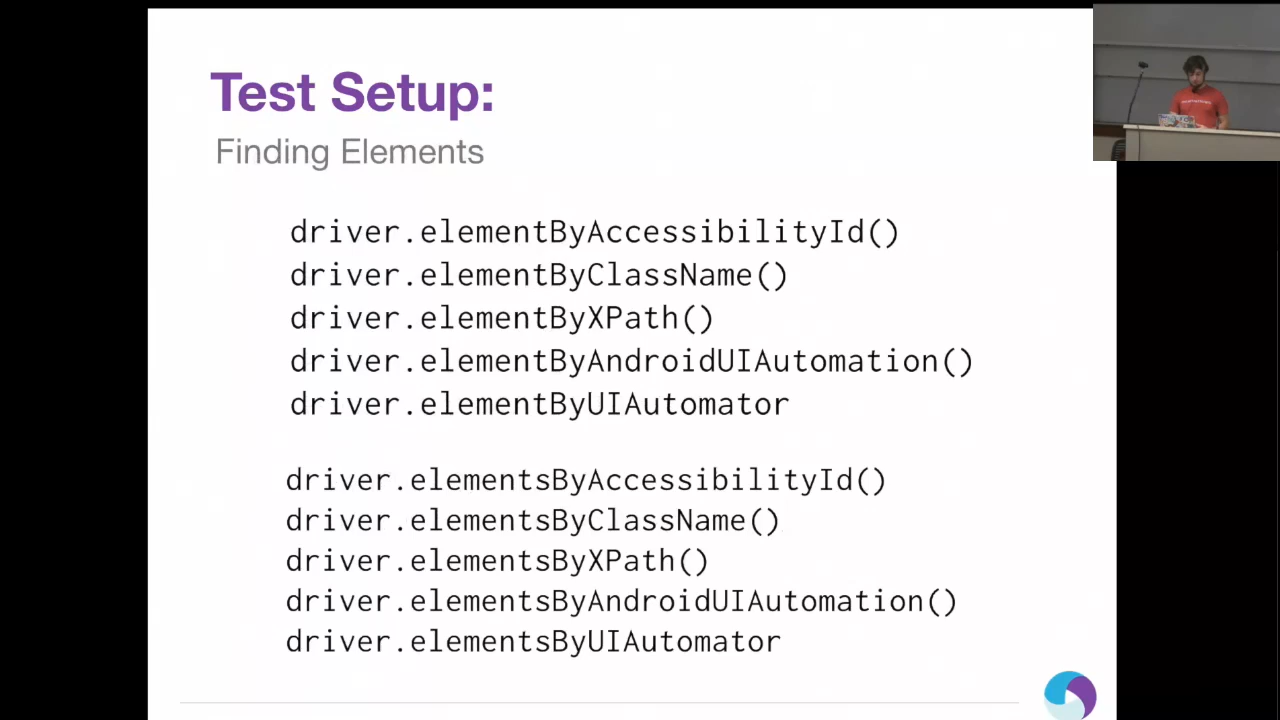 Test Setup:
Finding Elements
driver.elementByAccessibilityId()
driver.elementByClassName()
driver.elementByXPath()
driver.elementByAndroidUIAutomation()
driver.elementByUIAutomator
driver.elementsByAccessibilityId()
driver.elementsByClassName()
driver.elementsByXPath()
driver.elementsByAndroidUIAutomation()
driver.elementsByUIAutomator